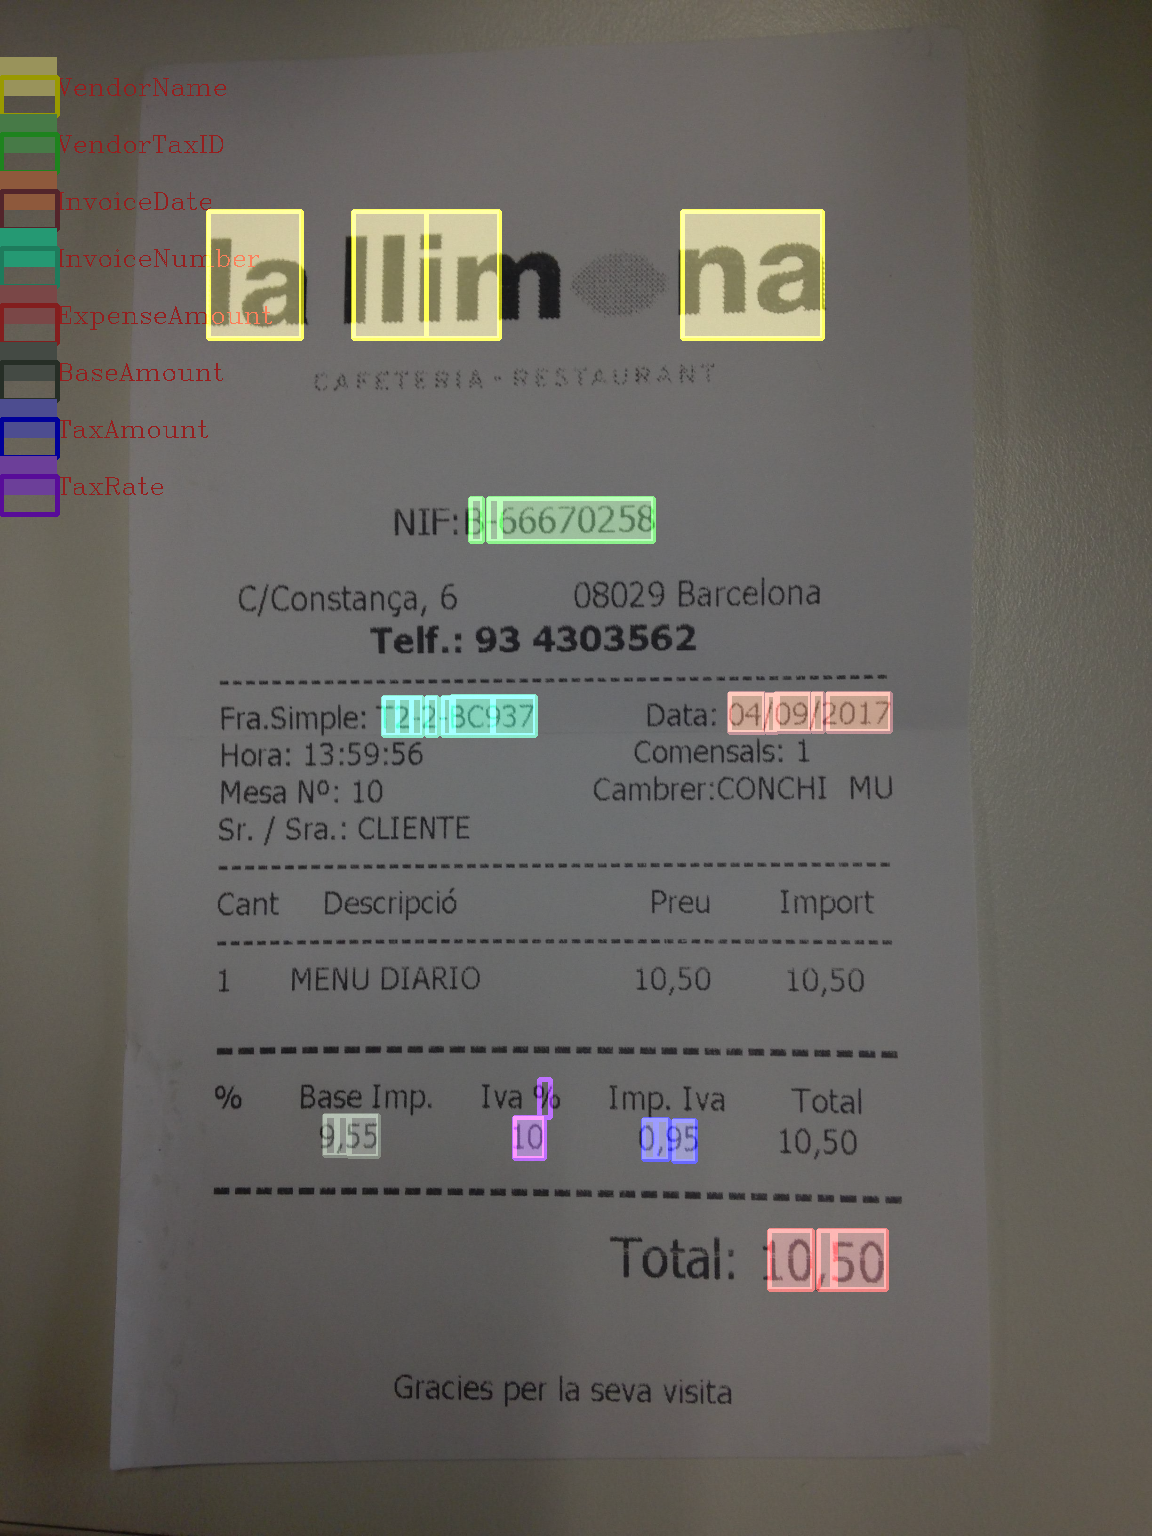 VendorName
VendorTaxID
InvoiceDate
InvoiceNumber
ExpenseAmount
BaseAmount
TaxAmount
TaxRate
la llimona
CAFETERIA - RESTAURANT
NIF:B-66670258
C/Constança, 6 08029 Barcelona
Telf.: 93 4303562
Fra.Simple: T2-2-BC937 Data: 04/09/2017
Hora: 13:59:56 Comensals: 1
Mesa Nº: 10 Cambrer:CONCHI MU
Sr. / Sra.: CLIENTE
Cant Descripció Preu Import
1 MENU DIARIO 10,50 10,50
% Base Imp. Iva % Imp. Iva Total
9,55 10 0,95 10,50
Total: 10,50
Gracies per la seva visita